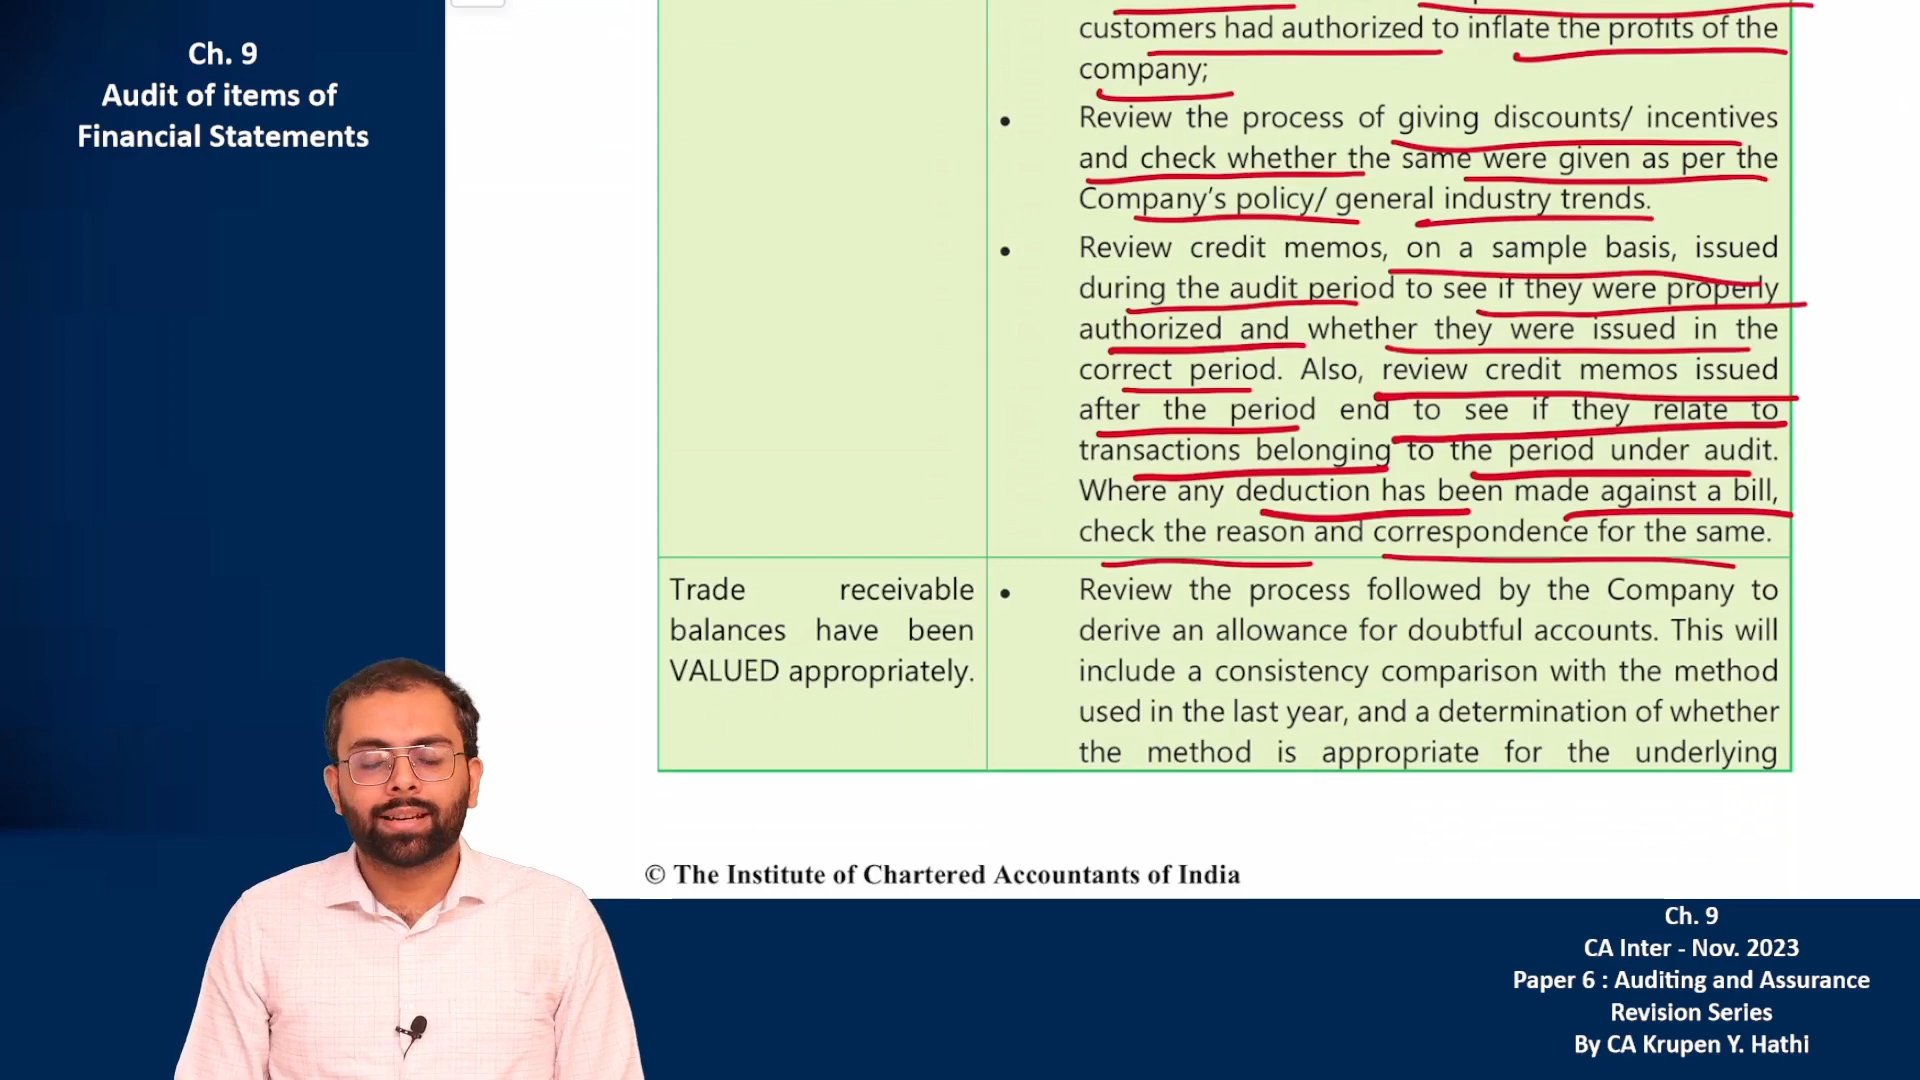 Ch. 9
Audit of items of
Financial Statements
customers had authorized to inflate the profits of the
company;
• Review the process of giving discounts/ incentives
and check whether the same were given as per the
Company's policy/ general industry trends.
• Review credit memos, on a sample basis, issued
during the audit period to see if they were properly
authorized and whether they were issued in the
correct period. Also, review credit memos issued
after the period end to see if they relate to
transactions belonging to the period under audit.
Where any deduction has been made against a bill,
check the reason and correspondence for the same.
Trade receivable
balances have been
VALUED appropriately.
• Review the process followed by the Company to
derive an allowance for doubtful accounts. This will
include a consistency comparison with the method
used in the last year, and a determination of whether
the method is appropriate for the underlying
© The Institute of Chartered Accountants of India
Ch. 9
CA Inter - Nov. 2023
Paper 6 : Auditing and Assurance
Revision Series
By CA Krupen Y. Hathi